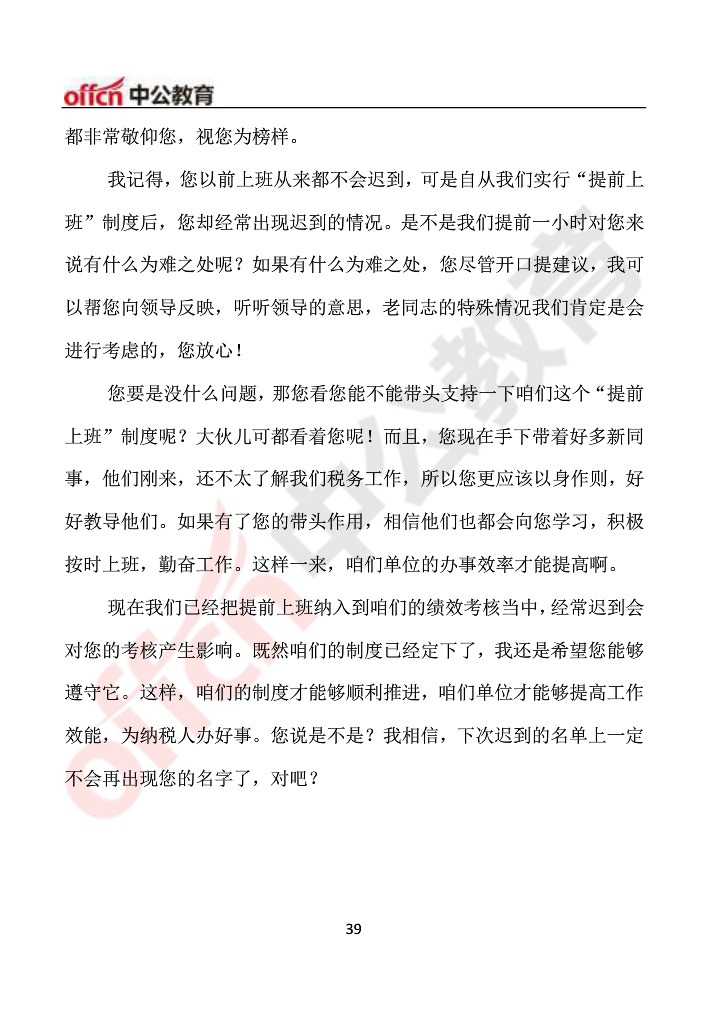 offcn 中公教育
都非常敬仰您，视您为榜样。
我记得，您以前上班从来都不会迟到，可是自从我们实行“提前上
班”制度后，您却经常出现迟到的情况。是不是我们提前一小时对您来
说有什么为难之处呢？如果有什么为难之处，您尽管开口提建议，我可
以帮您向领导反映，听听领导的意思，老同志的特殊情况我们肯定是会
进行考虑的，您放心！
您要是没什么问题，那您看您能不能带头支持一下咱们这个“提前
上班”制度呢？大伙儿可都看着您呢！而且，您现在手下带着好多新同
事，他们刚来，还不太了解我们税务工作，所以您更应该以身作则，好
好教导他们。如果有了您的带头作用，相信他们也都会向您学习，积极
按时上班，勤奋工作。这样一来，咱们单位的办事效率才能提高啊。
现在我们已经把提前上班纳入到咱们的绩效考核当中，经常迟到会
对您的考核产生影响。既然咱们的制度已经定下了，我还是希望您能够
遵守它。这样，咱们的制度才能够顺利推进，咱们单位才能够提高工作
效能，为纳税人办好事。您说是不是？我相信，下次迟到的名单上一定
不会再出现您的名字了，对吧？
offcn 中公教育
39